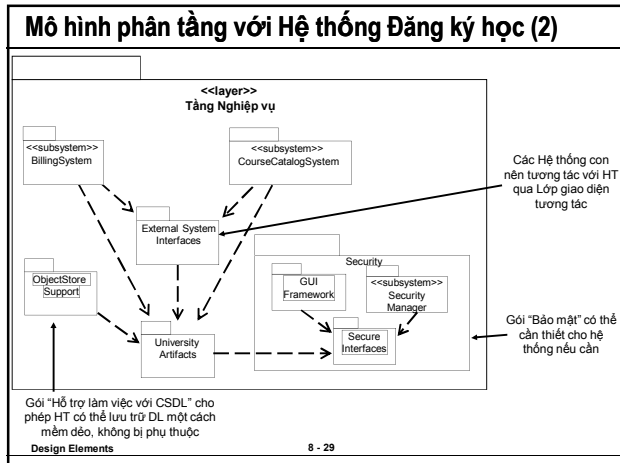 Mô hình phân tầng với Hệ thống Đăng ký học (2)
<<layer>>
Tầng Nghiệp vụ
<<subsystem>>
BillingSystem
<<subsystem>>
CourseCatalogSystem
Các Hệ thống con
nên tương tác với HT
qua Lớp giao diện
tương tác
External System
Interfaces
Security
ObjectStore
Support
GUI
Framework
<<subsystem>>
Security
Manager
University
Artifacts
Secure
Interfaces
Gói “Bảo mật” có thể
cần thiết cho hệ
thống nếu cần
Gói “Hỗ trợ làm việc với CSDL” cho
phép HT có thể lưu trữ DL một cách
mềm dẻo, không bị phụ thuộc
Design Elements
8 - 29